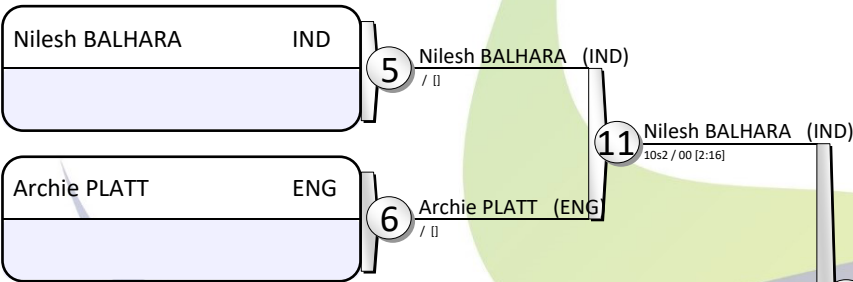 Nilesh BALHARA IND
5
Nilesh BALHARA (IND)
/ []
11
Nilesh BALHARA (IND)
10s2 / 00 [2:16]
Archie PLATT ENG
6
Archie PLATT (ENG)
/ []